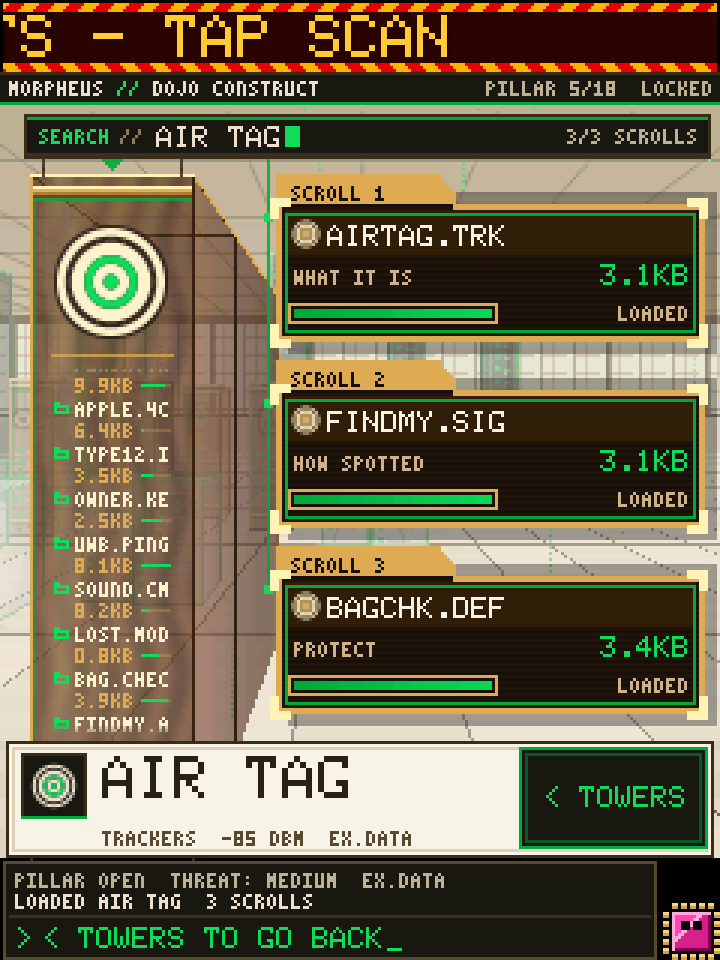 'S - TAP SCAN
MORPHEUS // DOJO CONSTRUCT
PILLAR 5/18 LOCKED
SEARCH // AIR TAG
3/3 SCROLLS
9.9KB
APPLE.4C
6.4KB
TYPE12.I
3.5KB
OWNER.KE
2.5KB
UWB.PING
8.1KB
SOUND.CM
8.2KB
LOST.MOD
0.8KB
BAG.CHEC
3.9KB
FINDMY.A
SCROLL 1
AIRTAG.TRK
WHAT IT IS 3.1KB
LOADED
SCROLL 2
FINDMY.SIG
HOW SPOTTED 3.1KB
LOADED
SCROLL 3
BAGCHK.DEF
PROTECT 3.4KB
LOADED
AIR TAG
TRACKERS -85 DBM EX.DATA
< TOWERS
PILLAR OPEN THREAT: MEDIUM EX.DATA
LOADED AIR TAG 3 SCROLLS
> < TOWERS TO GO BACK_